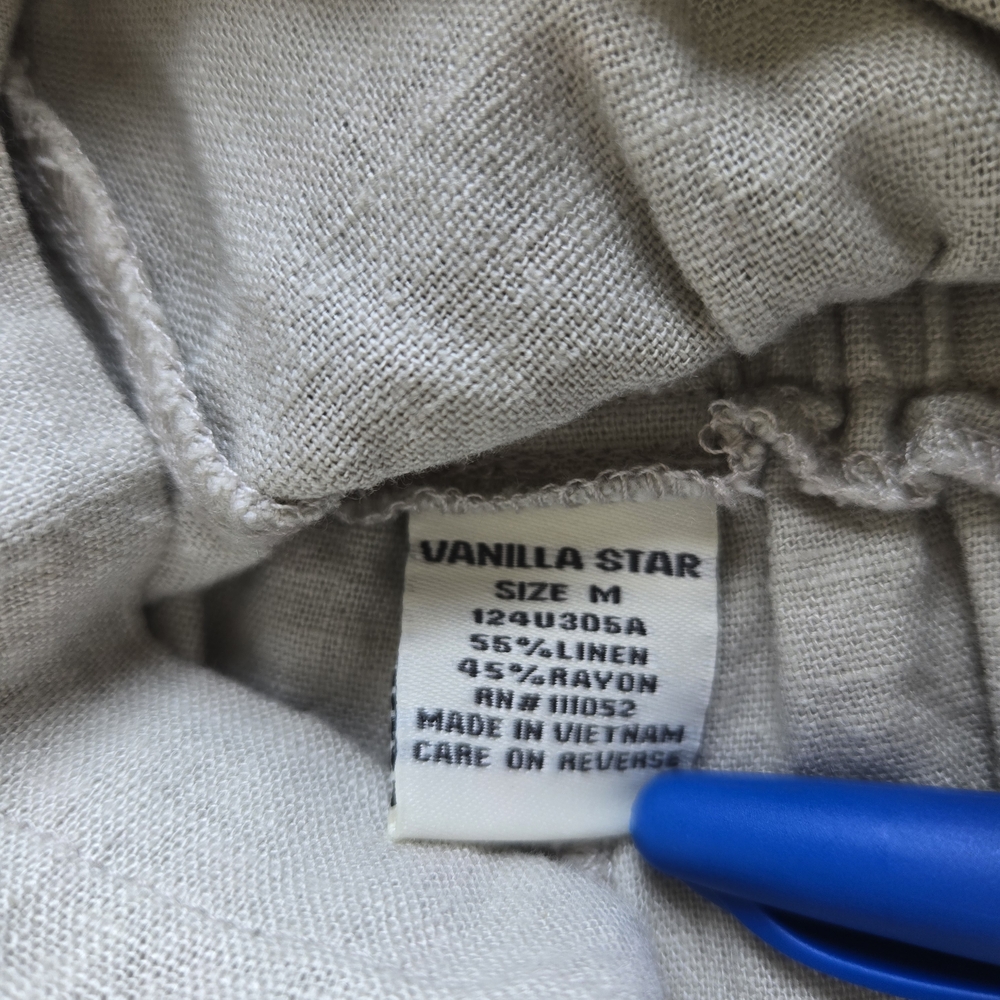 VANILLA STAR
SIZE M
124U305A
55%LINEN
45%RAYON
RN# 111052
MADE IN VIETNAM
CARE ON REVERSE